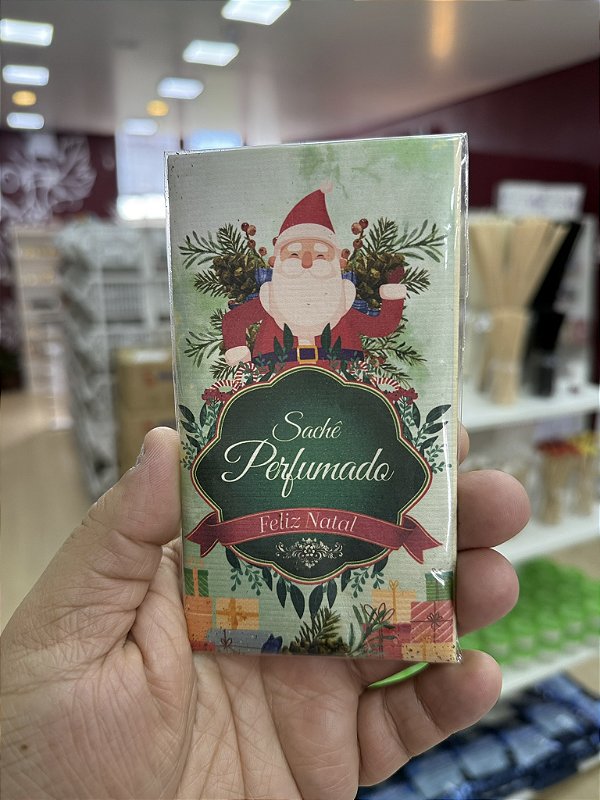 Sachê
Perfumado
Feliz Natal